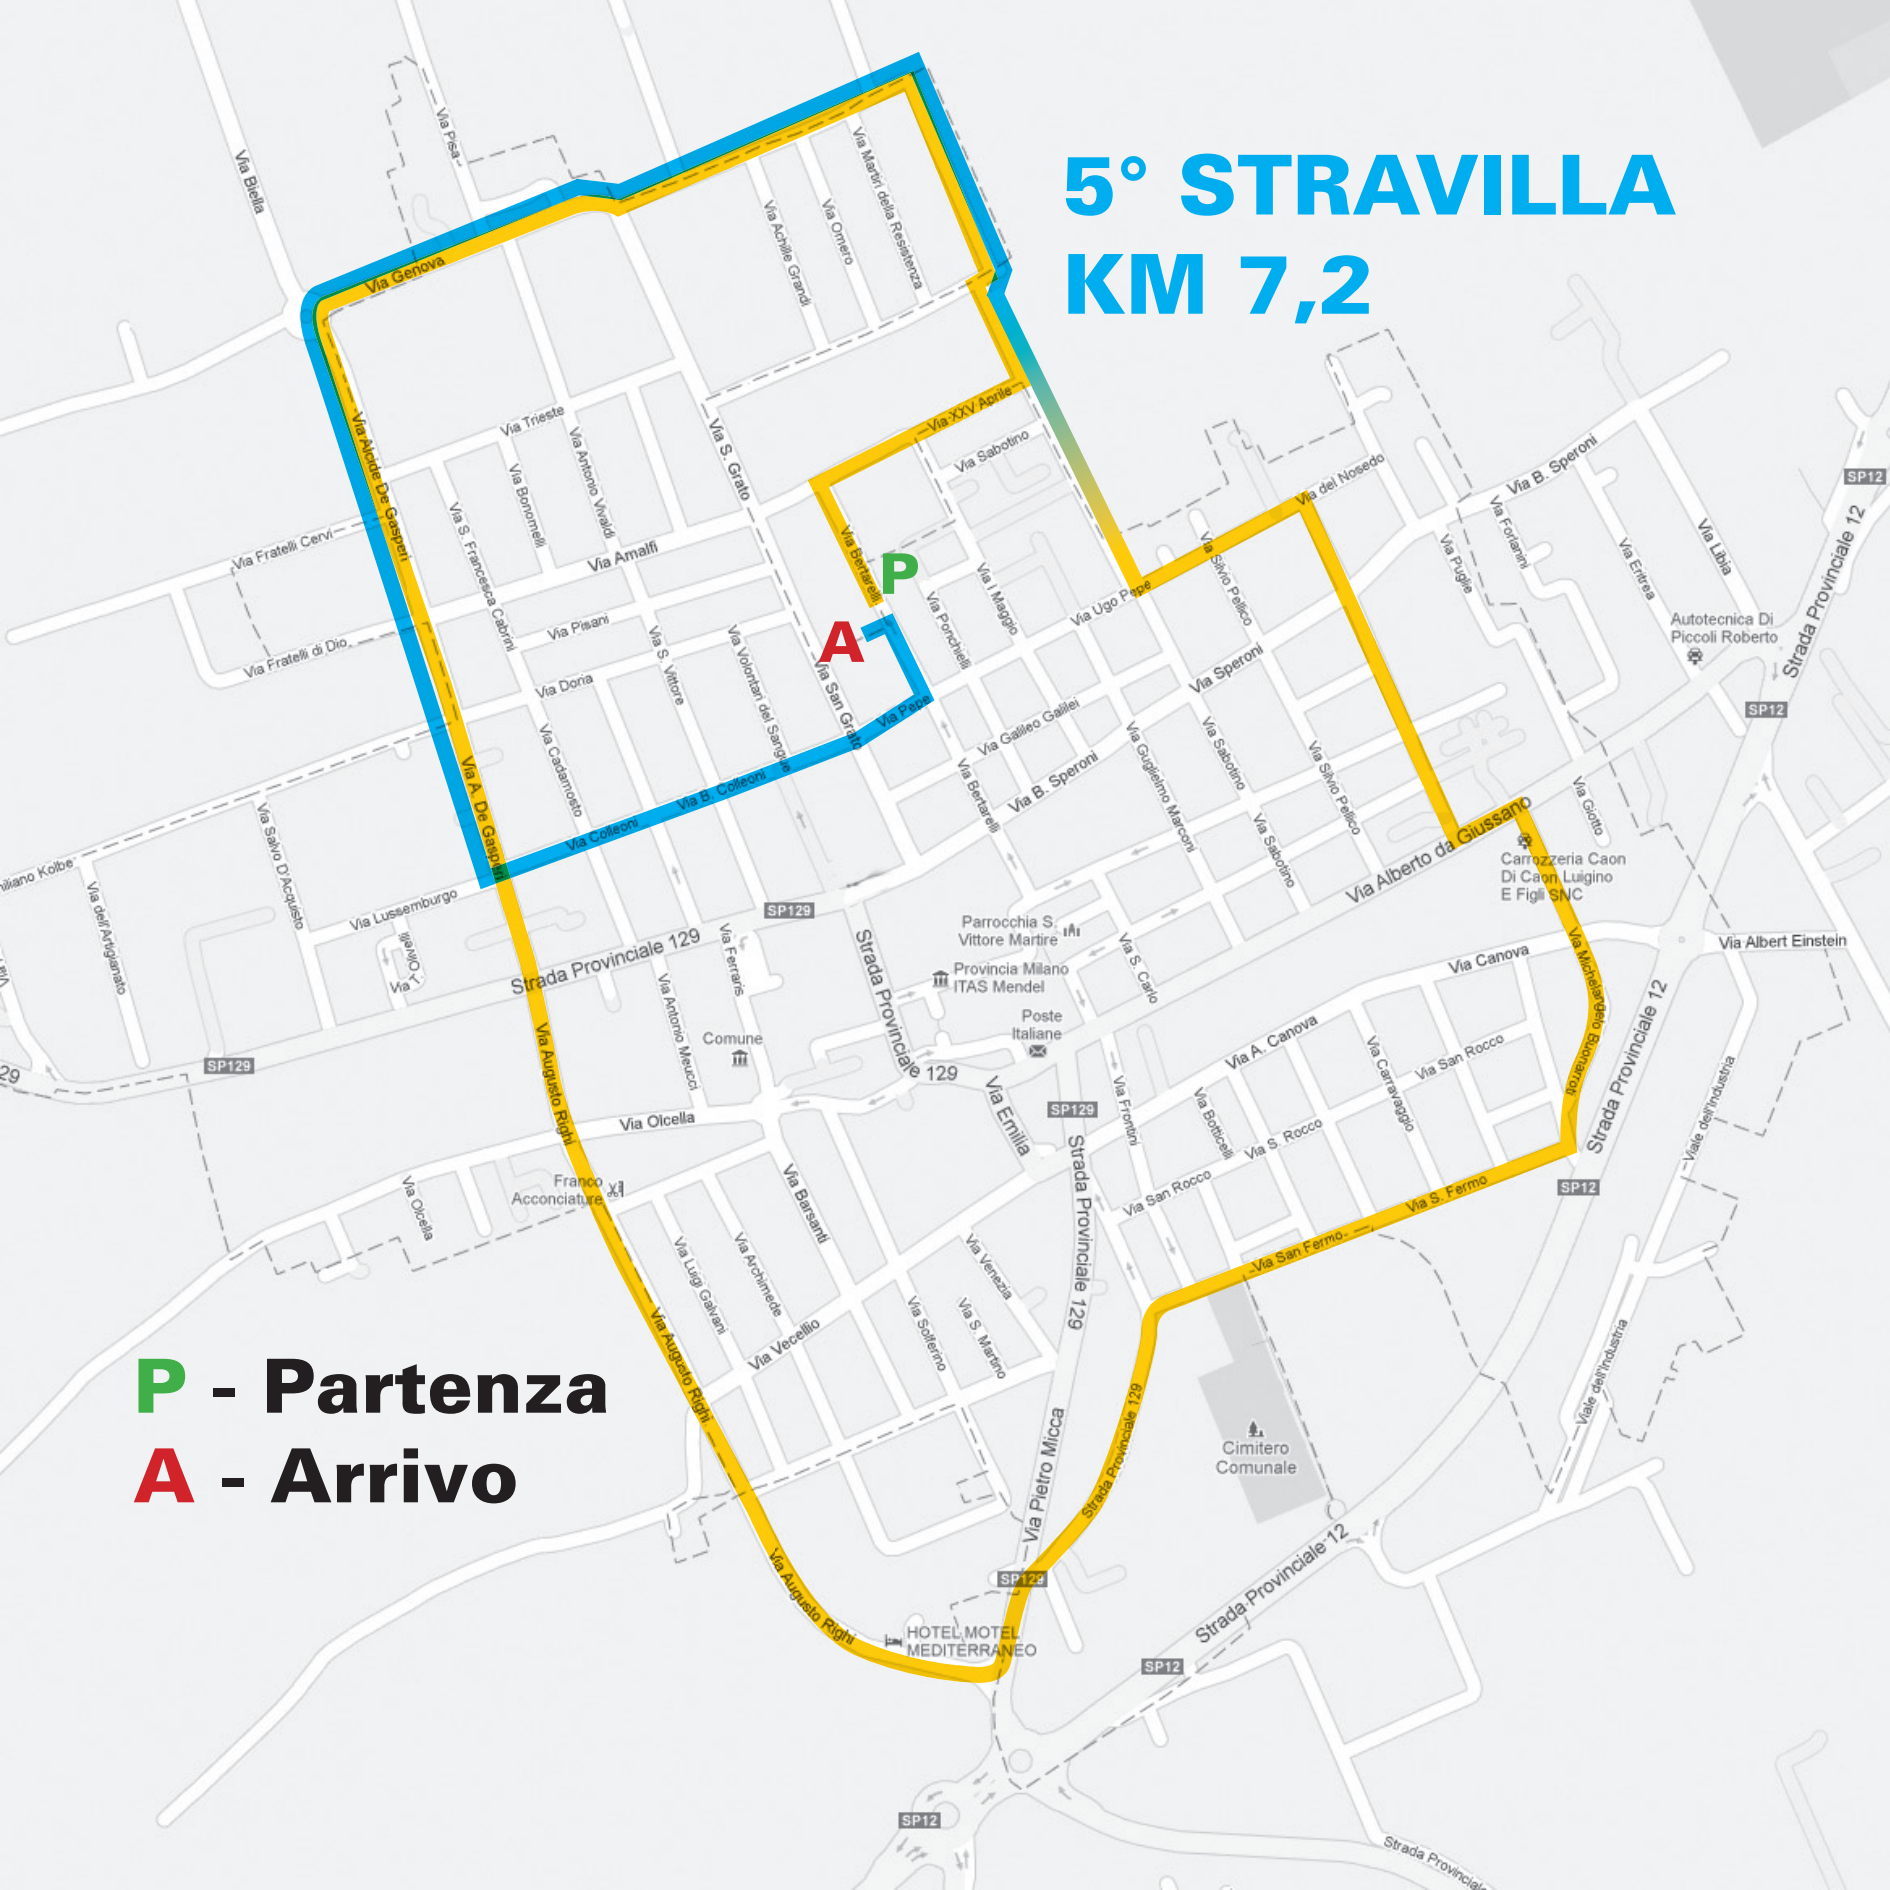 5° STRAVILLA
KM 7,2
Via Biella
Via Pisa
Via Martiri della Resistenza
Via Omero
Via Achille Grandi
Via Genova
Via Alcide De Gasperi
Via Trieste
Via Antonio Vivaldi
Via Bonomelli
Via S. Francesca Cabrini
Via S. Grato
Via XXV Aprile
Via Sabotino
Via Fratelli Cervi
Via Amalfi
Via Bertarelli
P
Via I Maggio
Via Ponchielli
Via Ugo Pepe
Via Silvio Pellico
Via del Nosedo
Via B. Speroni
Via Forlanini
Via Puglie
Via Eritrea
Via Libia
SP12
Strada Provinciale 12
Autotecnica Di
Piccoli Roberto
SP12
Via Fratelli di Dio
Via Pisani
Via Doria
Via S. Vittore
Via Volontari del Sangue
A
Via San Grato
Via Pepe
Via Galileo Galilei
Via Speroni
Via B. Speroni
Via Guglielmo Marconi
Via Sabotino
Via Silvio Pellico
Via Bertarelli
Via Cadamosto
Via A. De Gasperi
Via B. Colleoni
Via Colleoni
Via Sabotino
Via Alberto da Giussano
Via Giotto
Carrozzeria Caon
Di Caon Luigino
E Figli SNC
Via Salvo D'Acquisto
Via dell'Artigianato
Via Lussemburgo
Via T. Olivelli
SP129
Strada Provinciale 129
Via Ferraris
Via Antonio Meucci
Strada Provinciale 129
Parrocchia S.
Vittore Martire
Provincia Milano
ITAS Mendel
Poste
Italiane
Via S. Carlo
Via Canova
Via Michelangelo Buonarroti
Via Albert Einstein
Strada Provinciale 12
Viale dell'Industria
SP129
Comune
Via Augusto Righi
Via Olcella
Via Emilia
SP129
Via Frontini
Via A. Canova
Via Carravaggio
Via San Rocco
Via Botticelli
Via S. Rocco
Via San Rocco
Strada Provinciale 129
SP12
Via S. Fermo
Via San Fermo
Franco
Acconciature
Via Olcella
Via Barsanti
Via Luigi Galvani
Via Archimede
Via Vecellio
Via Solferino
Via Venezia
Via S. Martino
Via Augusto Righi
Via Pietro Micca
Strada Provinciale 129
Cimitero
Comunale
Viale dell'Industria
P - Partenza
A - Arrivo
Via Augusto Righi
SP129
HOTEL MOTEL
MEDITERRANEO
Strada Provinciale 12
SP12
SP12